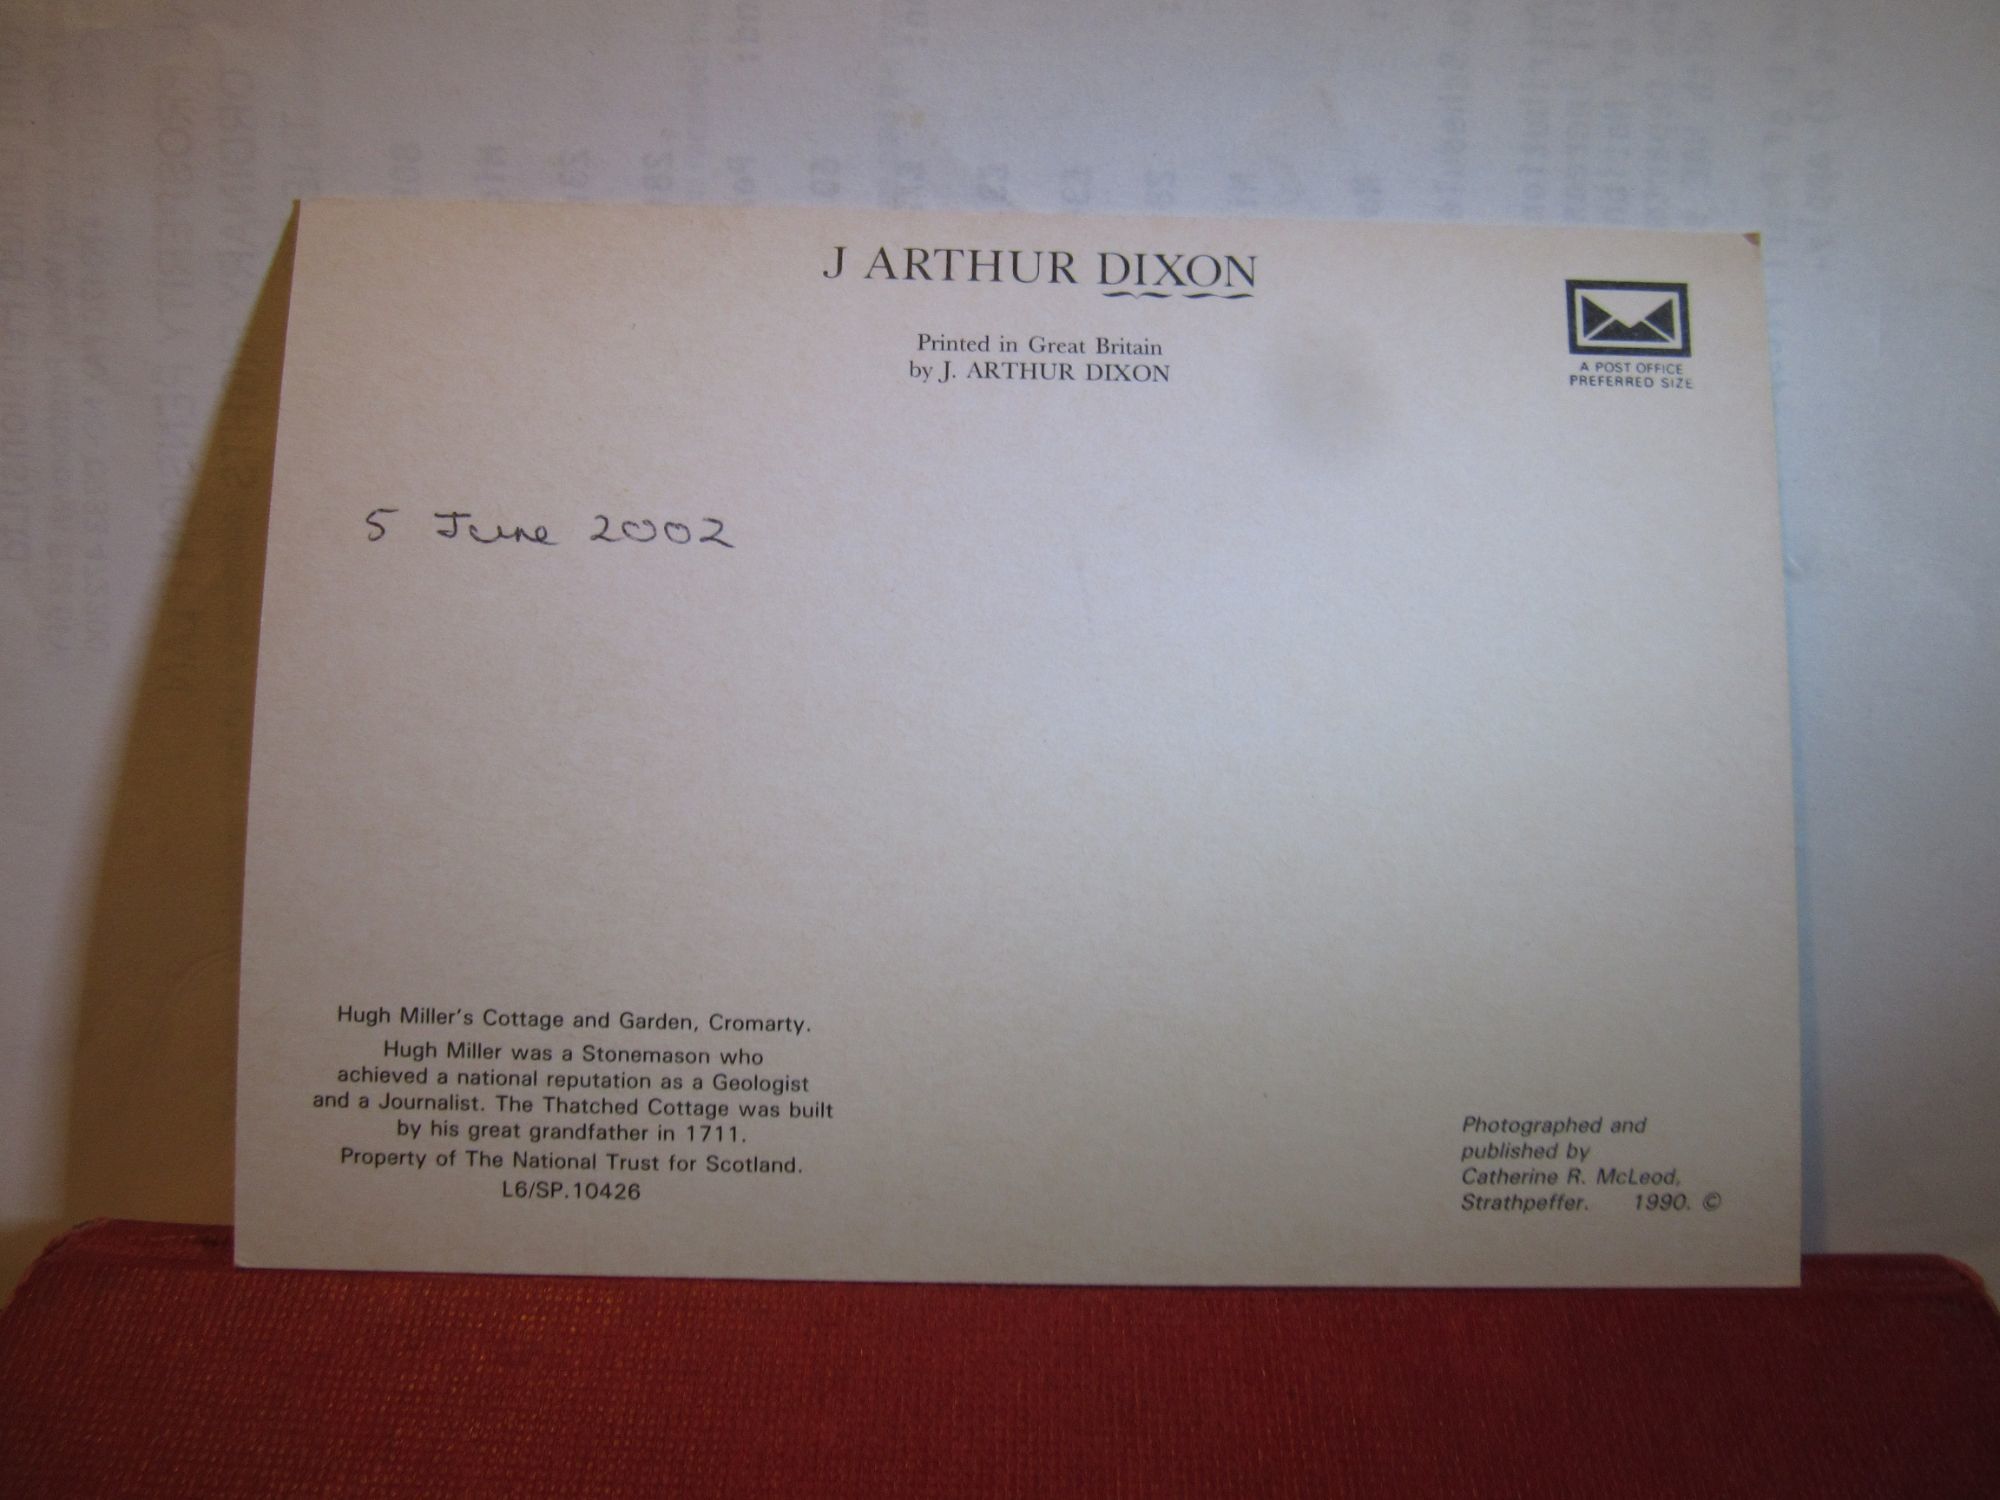 J ARTHUR DIXON
Printed in Great Britain
by J. ARTHUR DIXON
A POST OFFICE
PREFERRED SIZE
5 June 2002
Hugh Miller's Cottage and Garden, Cromarty.
Hugh Miller was a Stonemason who
achieved a national reputation as a Geologist
and a Journalist. The Thatched Cottage was built
by his great grandfather in 1711.
Property of The National Trust for Scotland.
L6/SP.10426
Photographed and
published by
Catherine R. McLeod,
Strathpeffer. 1990. ©